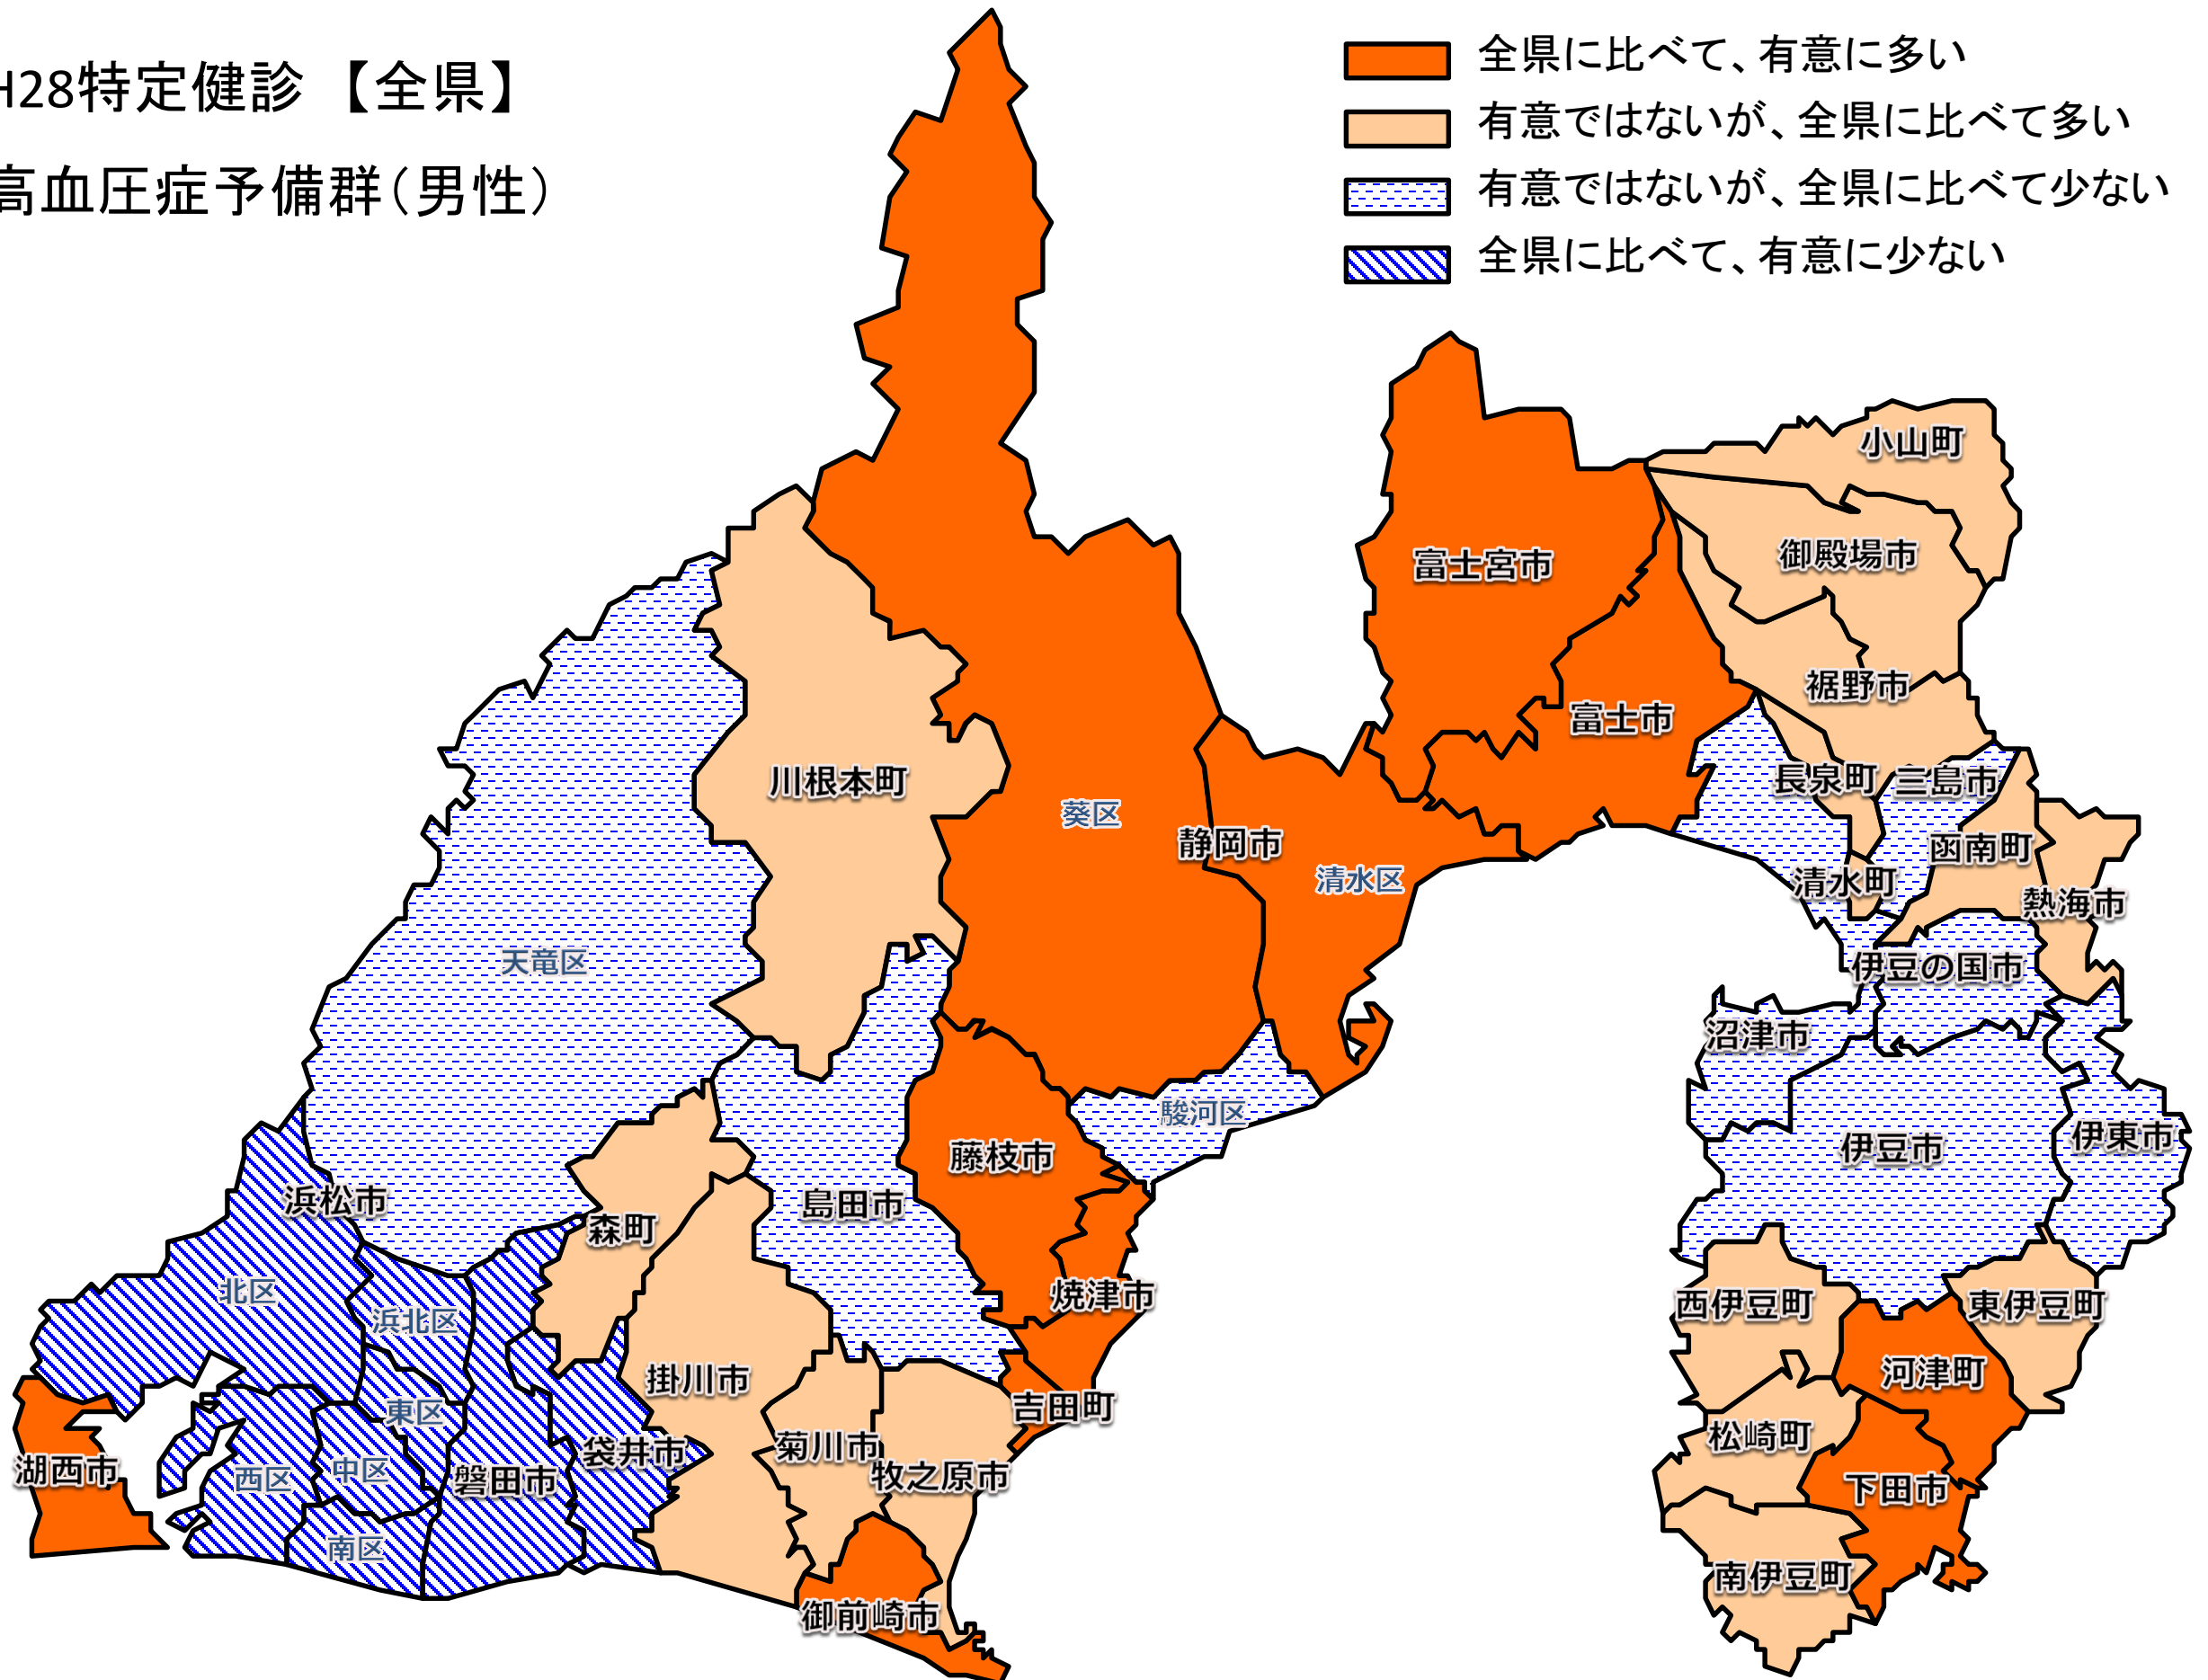 H28特定健診 【全県】
高血圧症予備群(男性)
全県に比べて、有意に多い
有意ではないが、全県に比べて多い
有意ではないが、全県に比べて少ない
全県に比べて、有意に少ない
小山町
御殿場市
富士宮市
裾野市
富士市
川根本町
長泉町
三島市
葵区
静岡市
函南町
清水区
清水町
熱海市
天竜区
伊豆の国市
沼津市
駿河区
伊東市
伊豆市
藤枝市
浜松市
島田市
森町
北区
焼津市
西伊豆町
東伊豆町
浜北区
掛川市
河津町
吉田町
東区
松崎町
菊川市
袋井市
湖西市
中区
西区
磐田市
牧之原市
下田市
南区
南伊豆町
御前崎市